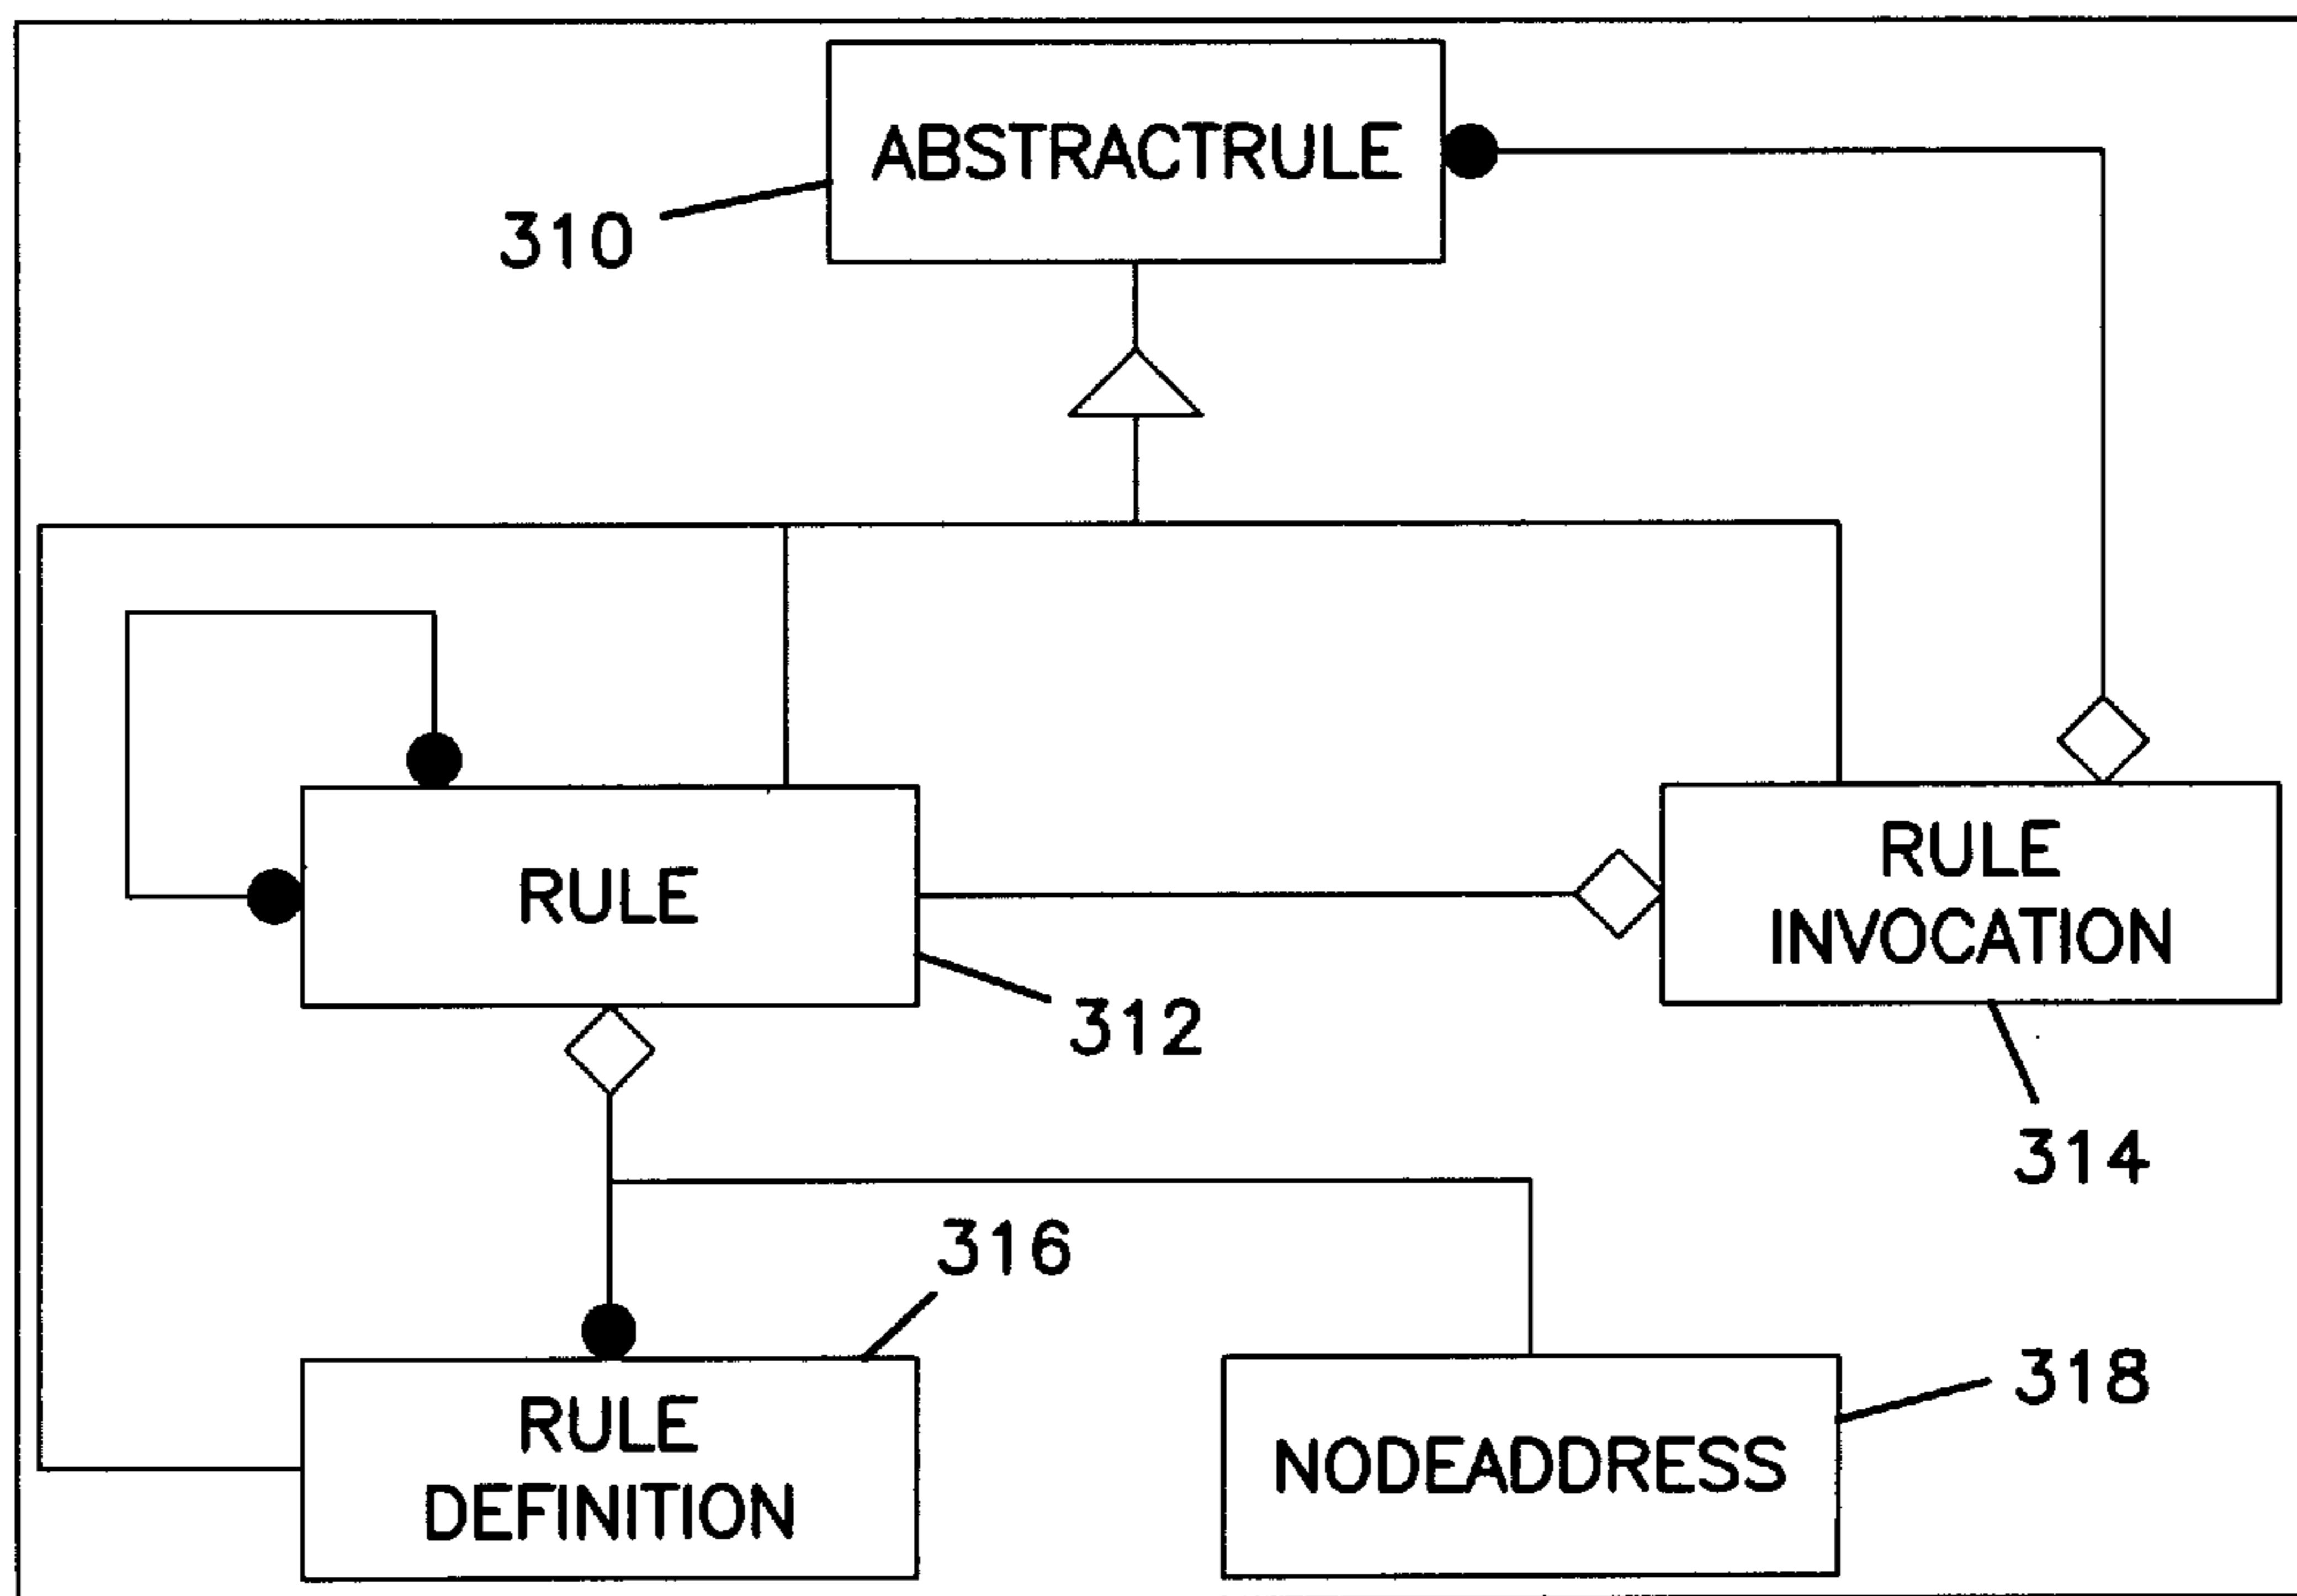 ABSTRACTRULE
310
RULE
312
RULE
INVOCATION
314
316
RULE
DEFINITION
318
NODEADDRESS